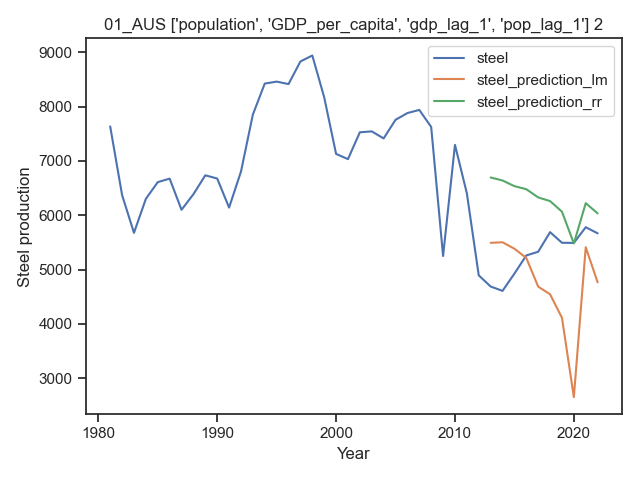 01_AUS ['population', 'GDP_per_capita', 'gdp_lag_1', 'pop_lag_1'] 2
steel
steel_prediction_lm
steel_prediction_rr
Steel production
9000
8000
7000
6000
5000
4000
3000
1980
1990
2000
2010
2020
Year